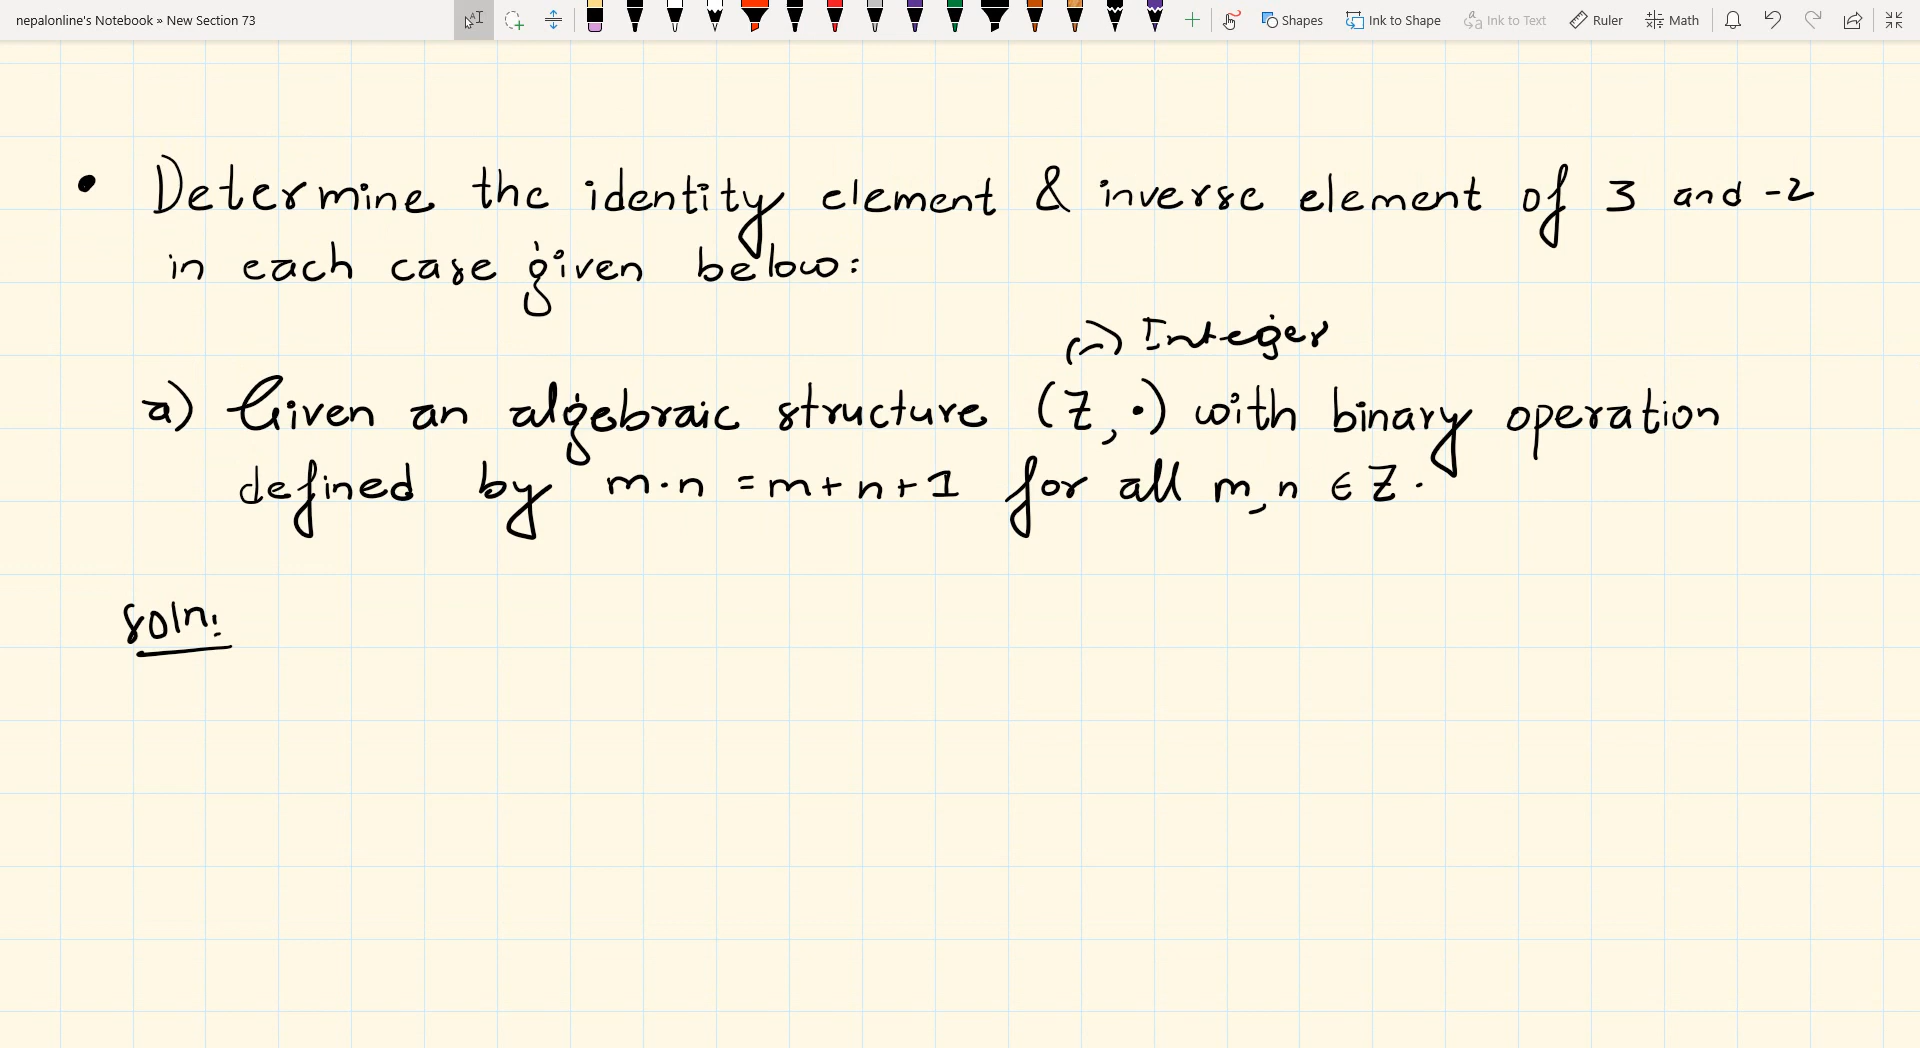 nepalonline's Notebook » New Section 73
Shapes Ink to Shape Ink to Text Ruler Math
• Determine the identity element & inverse element of 3 and -2
in each case given below:
Integer
a) Given an algebraic structure (Z, •) with binary operation
defined by m·n = m+n+1 for all m, n ∈ Z.
soln: